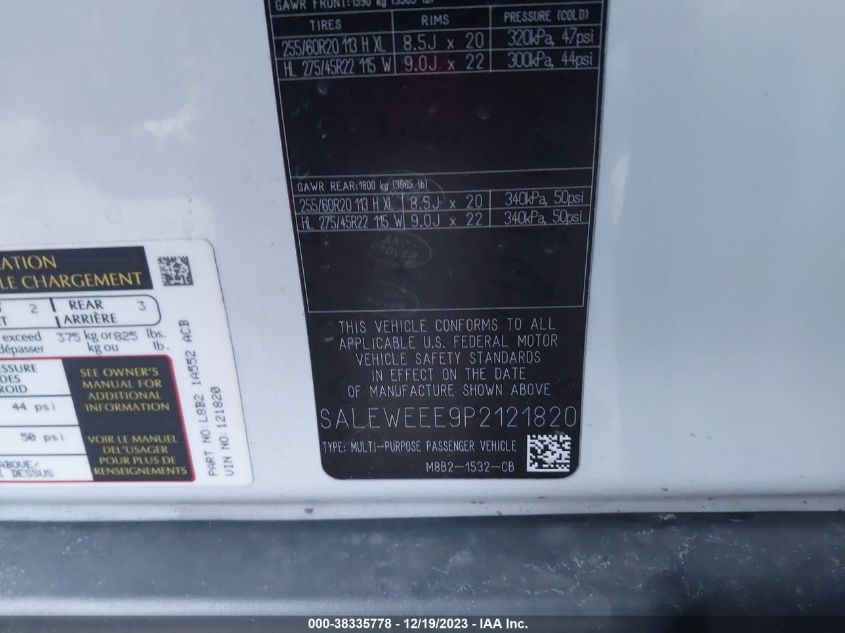 GAWR FRONT:1590 kg
TIRES RIMS PRESSURE (COLD)
255/60R20 113 H XL 8.5J x 20 320kPa, 47psi
HL 275/45R22 115 W 9.0J x 22 300kPa, 44psi
GAWR REAR:1800 kg (3965 lb)
255/60R20 113 H XL 8.5J x 20 340kPa, 50psi
HL 275/45R22 115 W 9.0J x 22 340kPa, 50psi
LAND
ROVER
THIS VEHICLE CONFORMS TO ALL
APPLICABLE U.S. FEDERAL MOTOR
VEHICLE SAFETY STANDARDS
IN EFFECT ON THE DATE
OF MANUFACTURE SHOWN ABOVE
SALEWEEE9P2121820
TYPE: MULTI-PURPOSE PASSENGER VEHICLE
M8B2-1532-CB
CHARGEMENT
2 REAR 3
ARRIÈRE
exceed 375 kg or 825 lbs.
dépasser kg ou lb.
SEE OWNER'S
MANUAL FOR
ADDITIONAL
INFORMATION
44 psi
50 psi
VOIR LE MANUEL
DEL'USAGER
POUR PLUS DE
RENSEIGNEMENTS
DESSUS
PART NO: L8B2 1A552 ACB
VIN NO: 121820
000-38335778 - 12/19/2023 - IAA Inc.